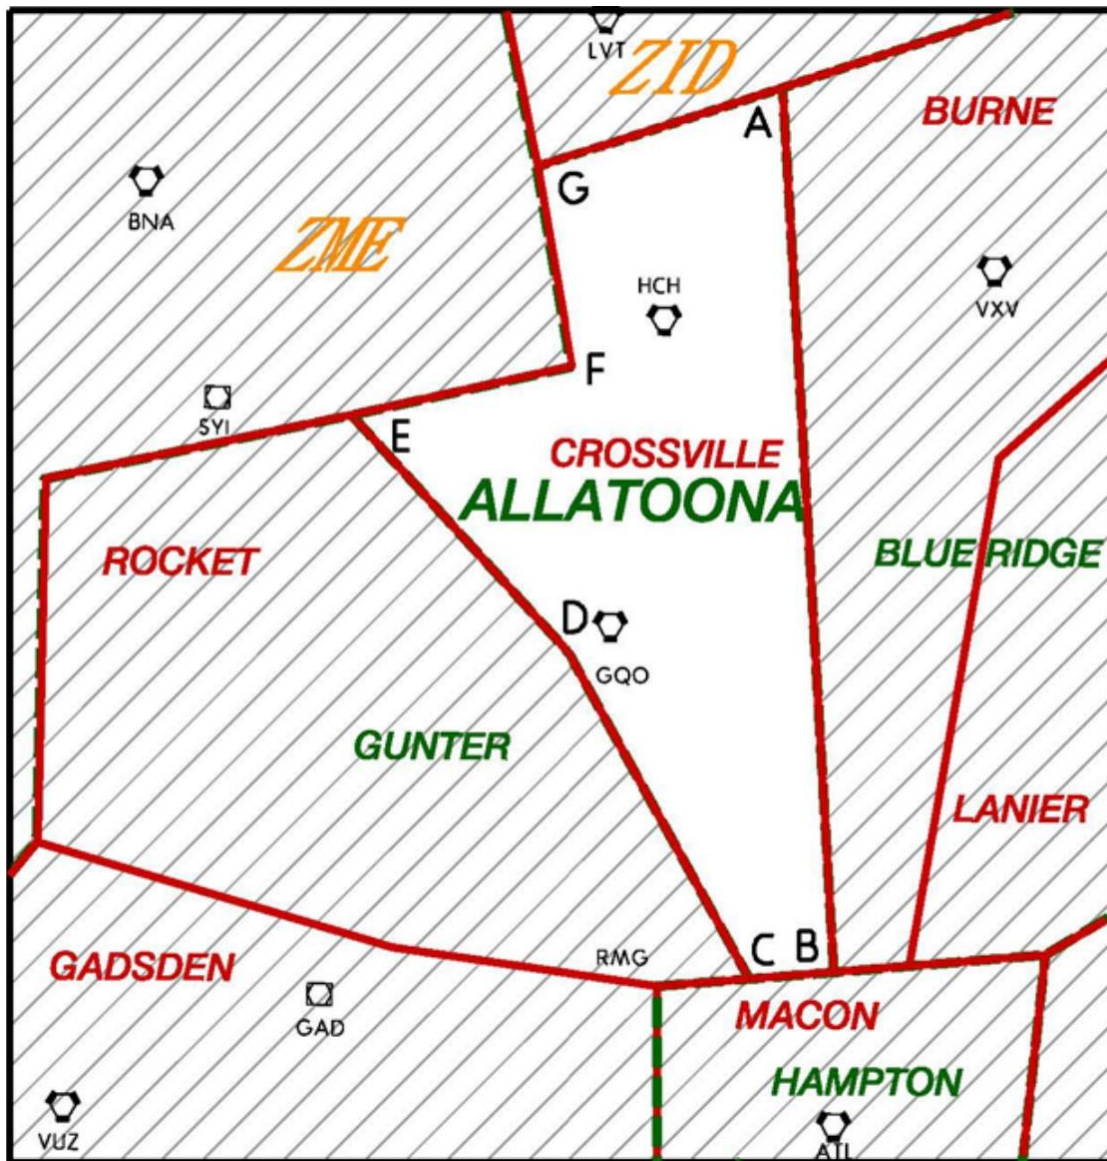 LVT
ZID
A
BURNE
BNA
G
ZME
HCH
VXV
F
SYI
E
CROSSVILLE
ALLATOONA
ROCKET
BLUE RIDGE
D
GQO
GUNTER
LANIER
C B
RMG
GADSDEN
MACON
GAD
HAMPTON
VUZ
ATL